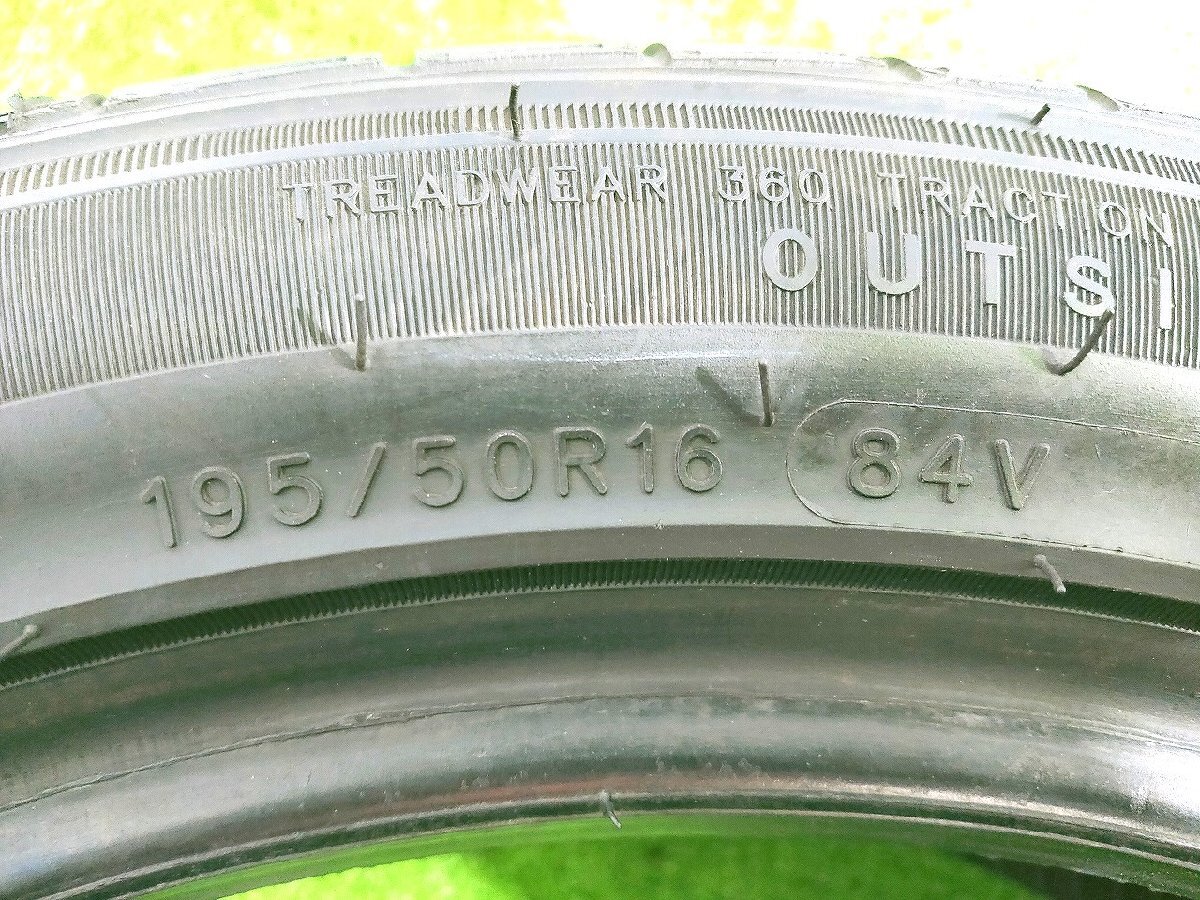 TREADWEAR 360 TRACTION
OUTSI
195/50R16 84V